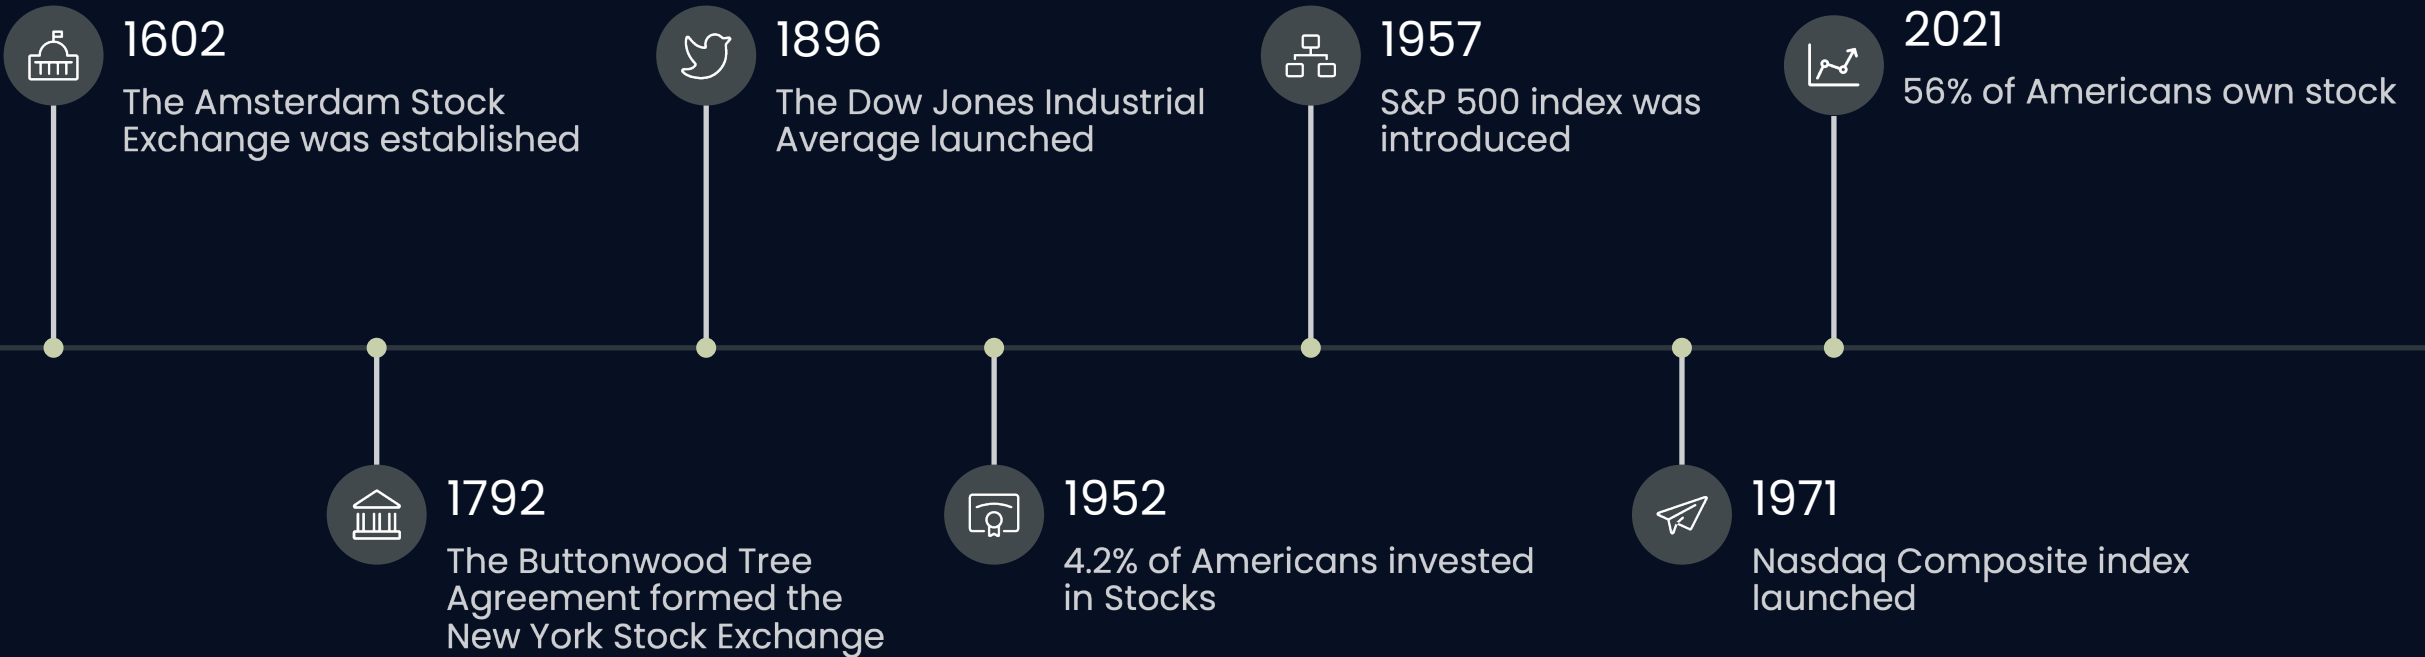 1602
The Amsterdam Stock
Exchange was established
1792
The Buttonwood Tree
Agreement formed the
New York Stock Exchange
1896
The Dow Jones Industrial
Average launched
1952
4.2% of Americans invested
in Stocks
1957
S&P 500 index was
introduced
1971
Nasdaq Composite index
launched
2021
56% of Americans own stock